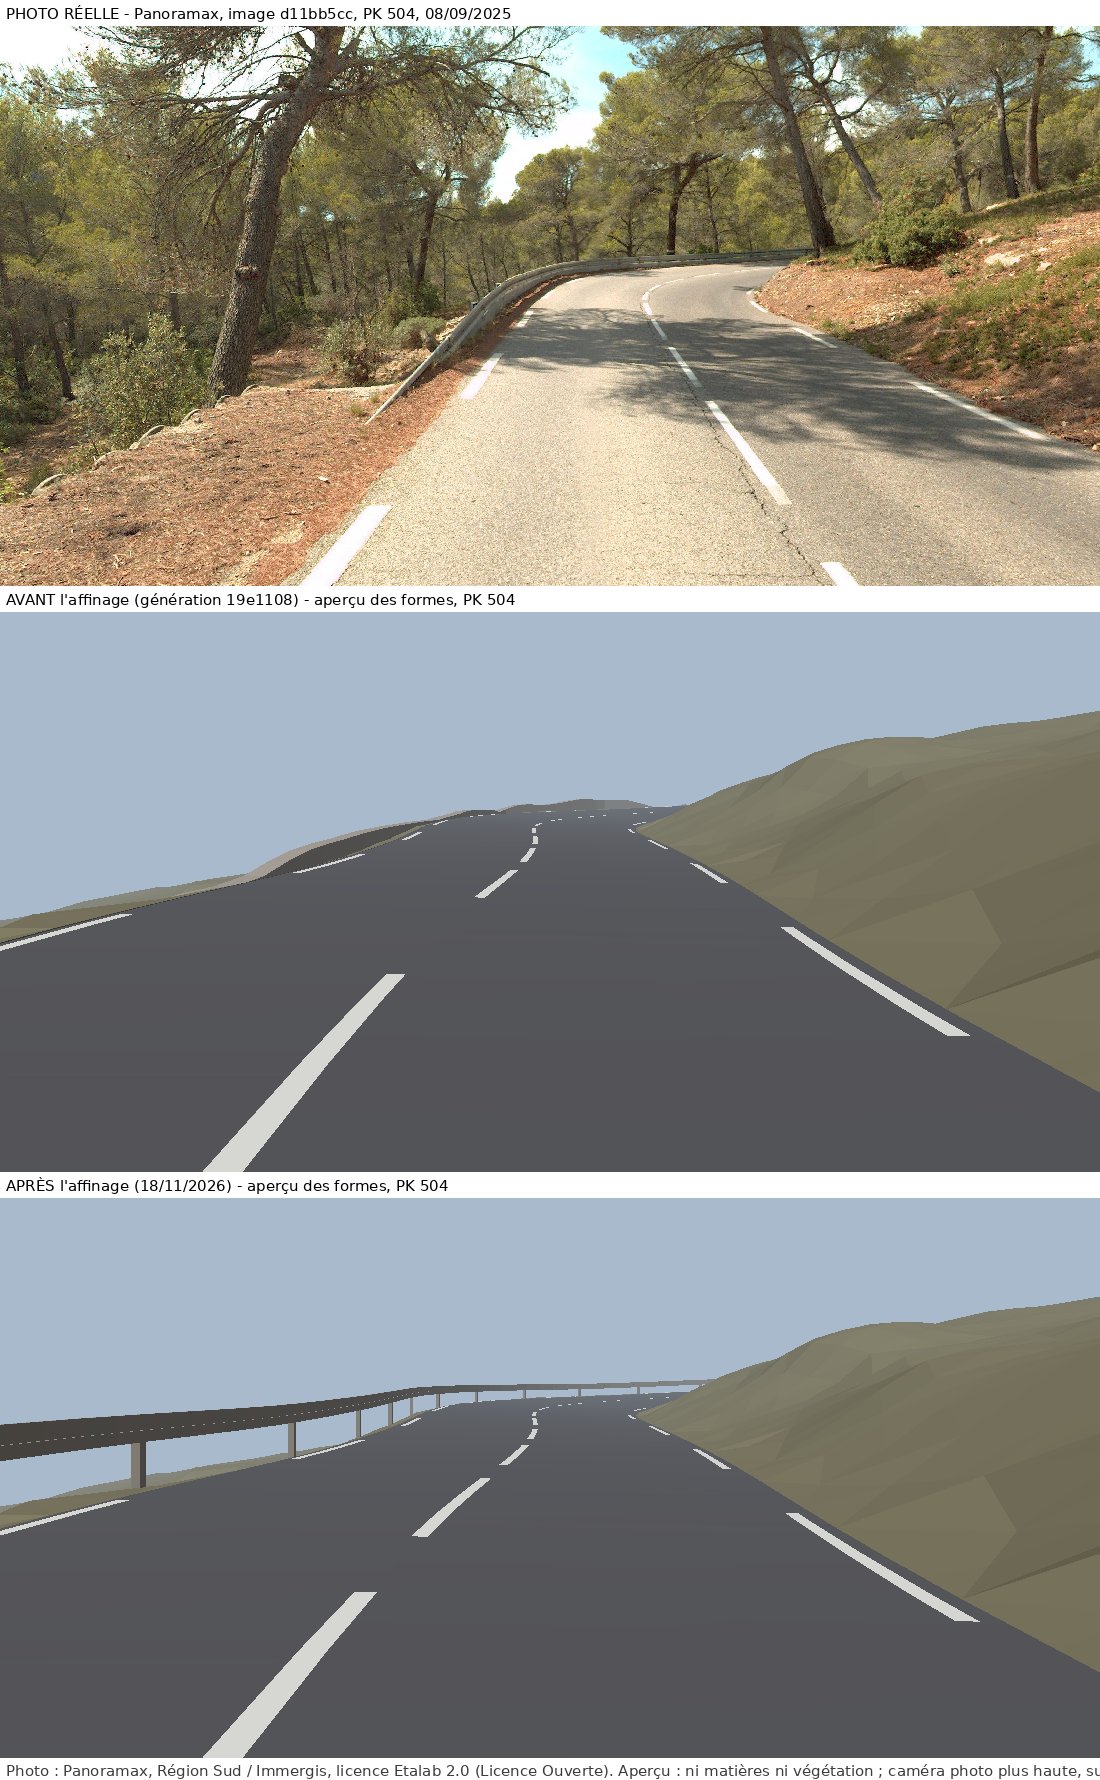 PHOTO RÉELLE - Panoramax, image d11bb5cc, PK 504, 08/09/2025
AVANT l'affinage (génération 19e1108) - aperçu des formes, PK 504
APRÈS l'affinage (18/11/2026) - aperçu des formes, PK 504
Photo : Panoramax, Région Sud / Immergis, licence Etalab 2.0 (Licence Ouverte). Aperçu : ni matières ni végétation ; caméra photo plus haute,